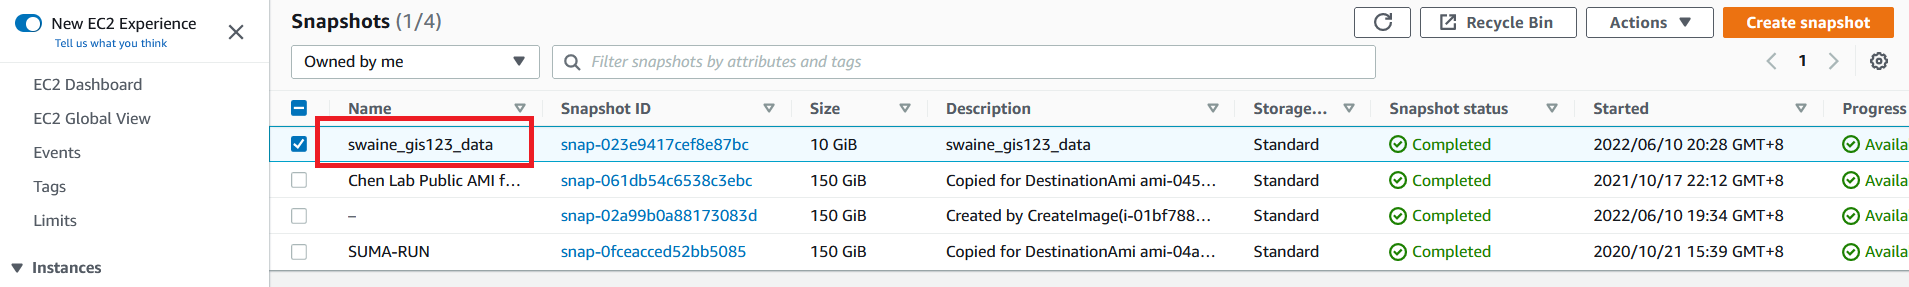 New EC2 Experience
Tell us what you think
EC2 Dashboard
EC2 Global View
Events
Tags
Limits
Instances
Snapshots (1/4)
Recycle Bin
Actions
Create snapshot
Owned by me
Filter snapshots by attributes and tags
1
Name Snapshot ID Size Description Storage... Snapshot status Started Progress
swaine_gis123_data snap-023e9417cef8e87bc 10 GiB swaine_gis123_data Standard Completed 2022/06/10 20:28 GMT+8 Availa
Chen Lab Public AMI f... snap-061db54c6538c3ebc 150 GiB Copied for DestinationAmi ami-045... Standard Completed 2021/10/17 22:12 GMT+8 Availa
– snap-02a99b0a88173083d 150 GiB Created by CreateImage(i-01bf788... Standard Completed 2022/06/10 19:34 GMT+8 Availa
SUMA-RUN snap-0fceacced52bb5085 150 GiB Copied for DestinationAmi ami-04a... Standard Completed 2020/10/21 15:39 GMT+8 Availa